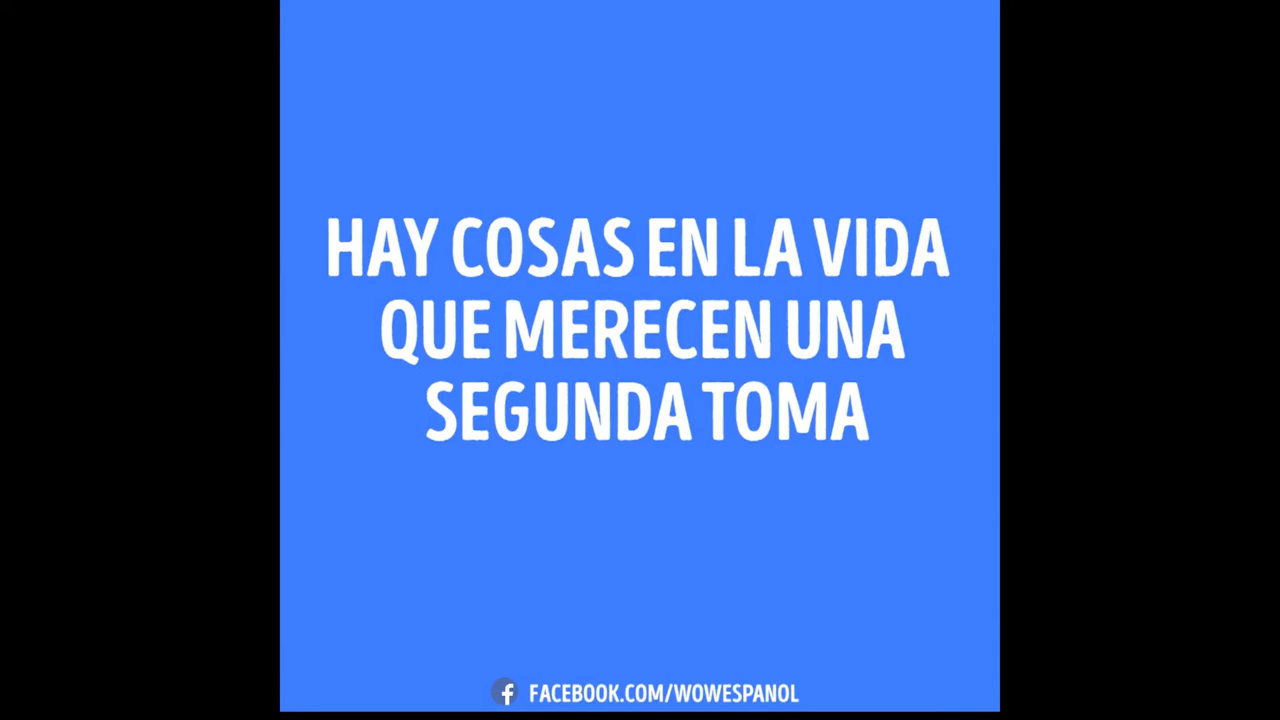 HAY COSAS EN LA VIDA
QUE MERECEN UNA
SEGUNDA TOMA
FACEBOOK.COM/WOWESPANOL